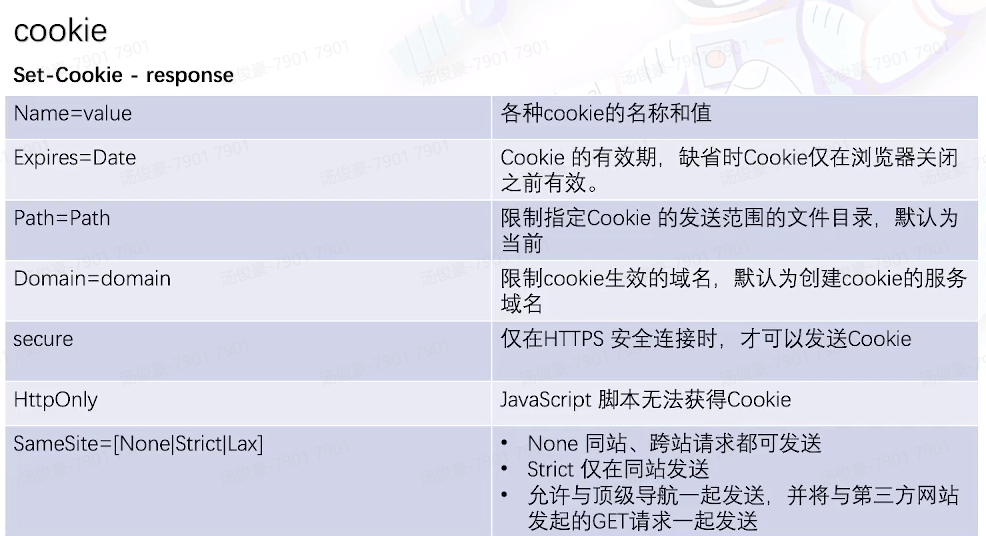 cookie
Set-Cookie - response
Name=value
各种cookie的名称和值
Expires=Date
Cookie 的有效期，缺省时Cookie仅在浏览器关闭
之前有效。
Path=Path
限制指定Cookie 的发送范围的文件目录，默认为
当前
Domain=domain
限制cookie生效的域名，默认为创建cookie的服务
域名
secure
仅在HTTPS 安全连接时，才可以发送Cookie
HttpOnly
JavaScript 脚本无法获得Cookie
SameSite=[None|Strict|Lax]
• None 同站、跨站请求都可发送
• Strict 仅在同站发送
• 允许与顶级导航一起发送，并将与第三方网站
发起的GET请求一起发送
汤俊豪-7901 7901